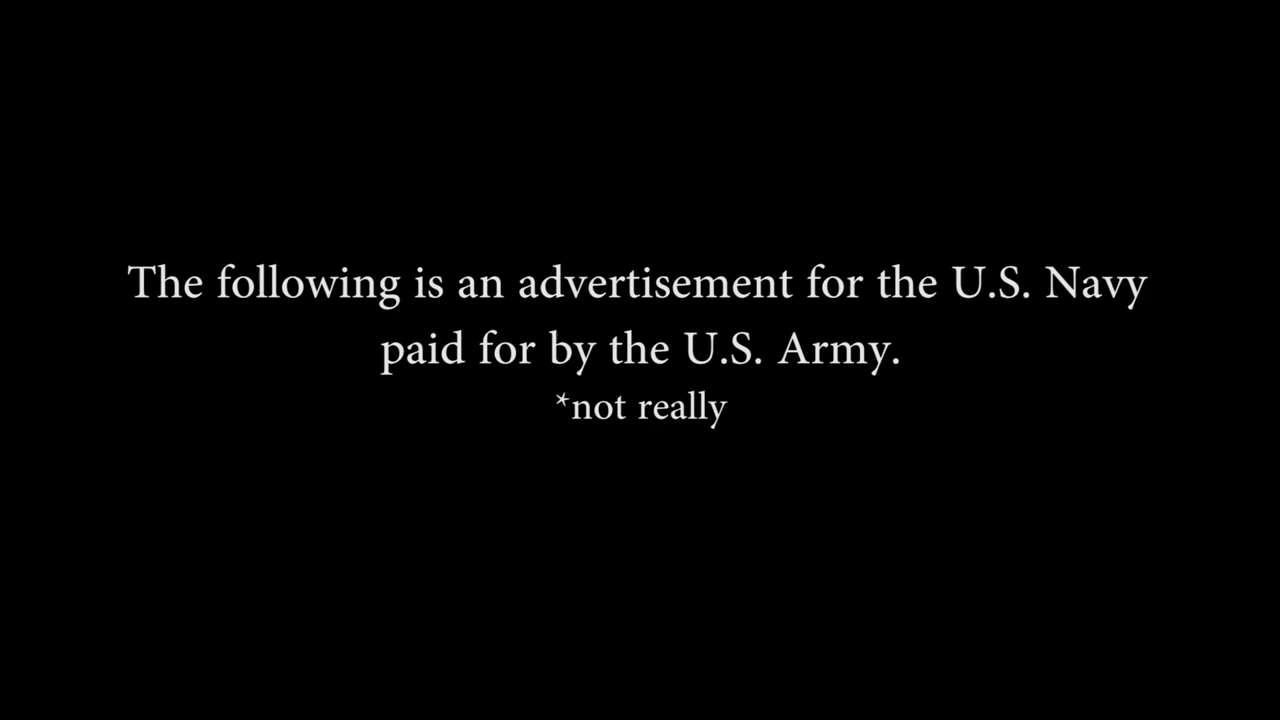 The following is an advertisement for the U.S. Navy
paid for by the U.S. Army.
*not really